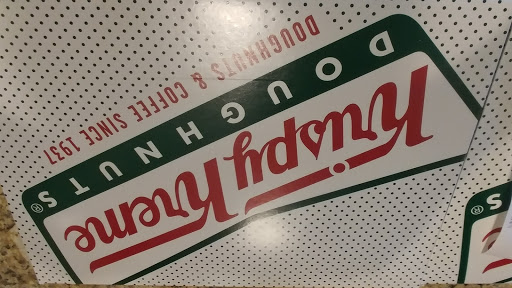 Krispy Kreme
DOUGHNUTS ®
DOUGHNUTS & COFFEE SINCE 1937
S ®